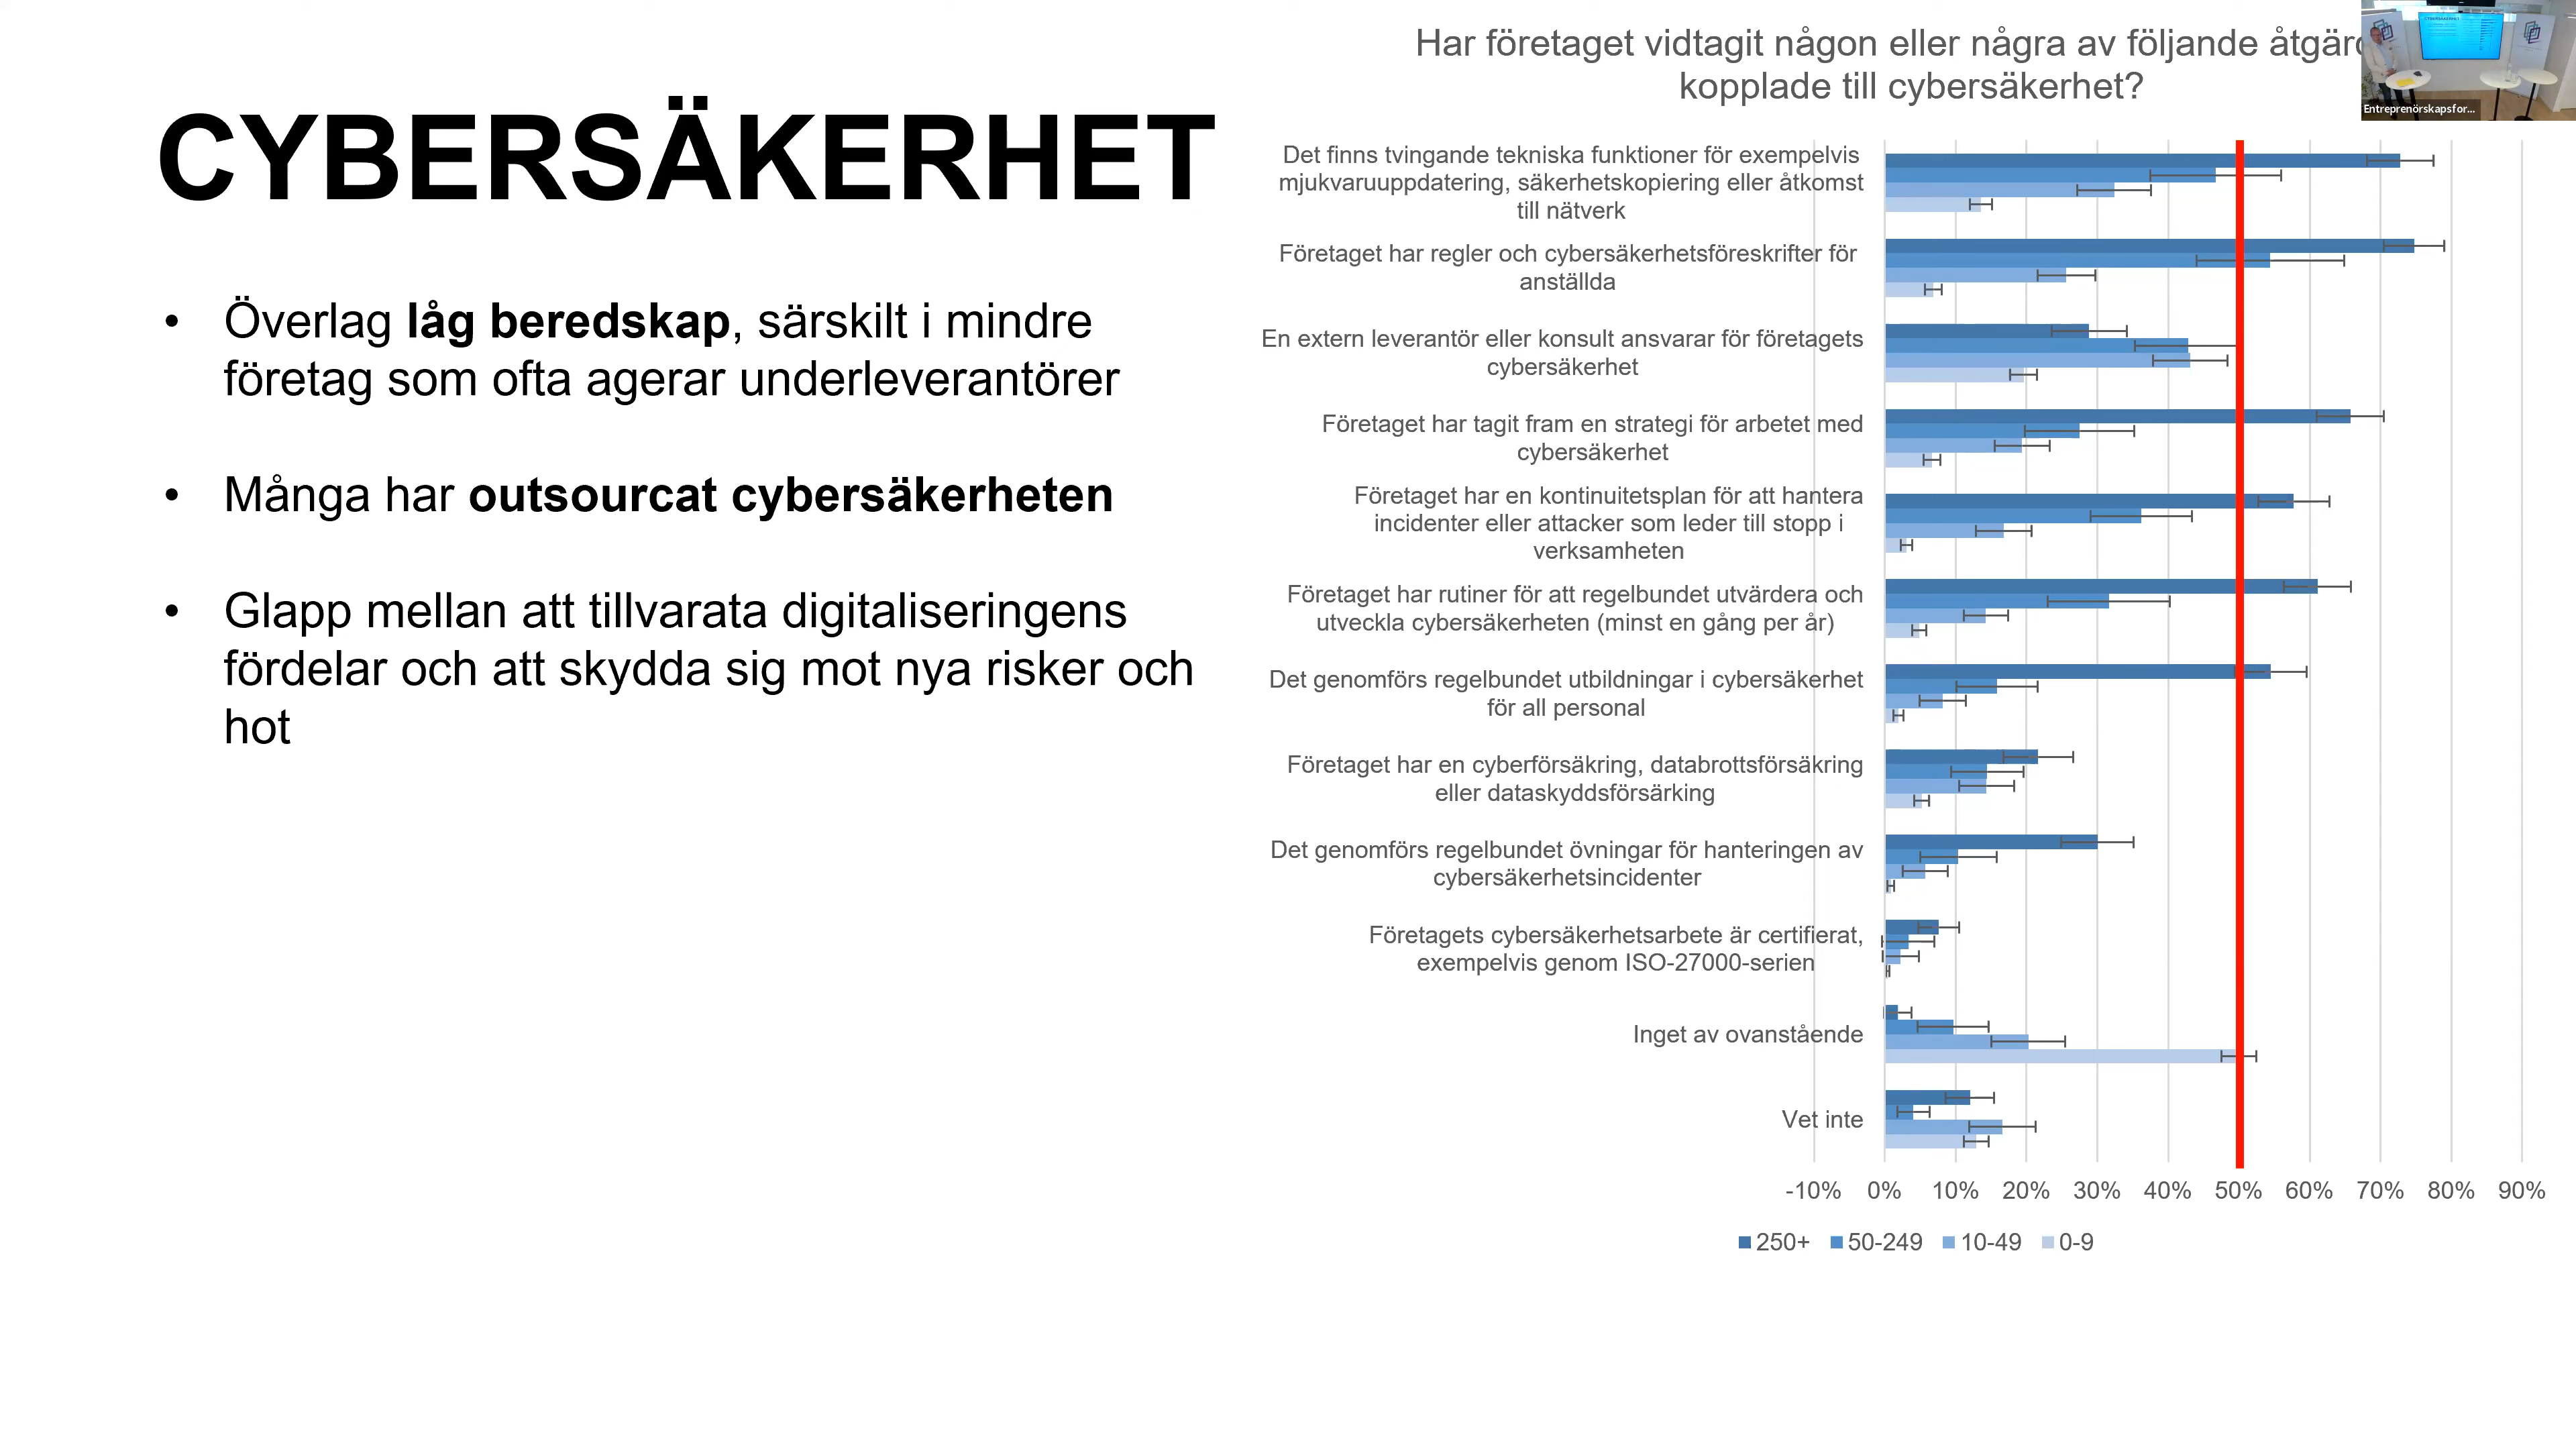 CYBERSÄKERHET
• Överlag låg beredskap, särskilt i mindre
företag som ofta agerar underleverantörer
• Många har outsourcat cybersäkerheten
• Glapp mellan att tillvarata digitaliseringens
fördelar och att skydda sig mot nya risker och
hot
Har företaget vidtagit någon eller några av följande
kopplade till cybersäkerhet?
Entreprenörskapsfor...
Det finns tvingande tekniska funktioner för exempelvis
mjukvaruuppdatering, säkerhetskopiering eller åtkomst
till nätverk
Företaget har regler och cybersäkerhetsföreskrifter för
anställda
En extern leverantör eller konsult ansvarar för företagets
cybersäkerhet
Företaget har tagit fram en strategi för arbetet med
cybersäkerhet
Företaget har en kontinuitetsplan för att hantera
incidenter eller attacker som leder till stopp i
verksamheten
Företaget har rutiner för att regelbundet utvärdera och
utveckla cybersäkerheten (minst en gång per år)
Det genomförs regelbundet utbildningar i cybersäkerhet
för all personal
Företaget har en cyberförsäkring, databrottsförsäkring
eller dataskyddsförsärking
Det genomförs regelbundet övningar för hanteringen av
cybersäkerhetsincidenter
Företagets cybersäkerhetsarbete är certifierat,
exempelvis genom ISO-27000-serien
Inget av ovanstående
Vet inte
-10% 0% 10% 20% 30% 40% 50% 60% 70% 80% 90%
250+ 50-249 10-49 0-9